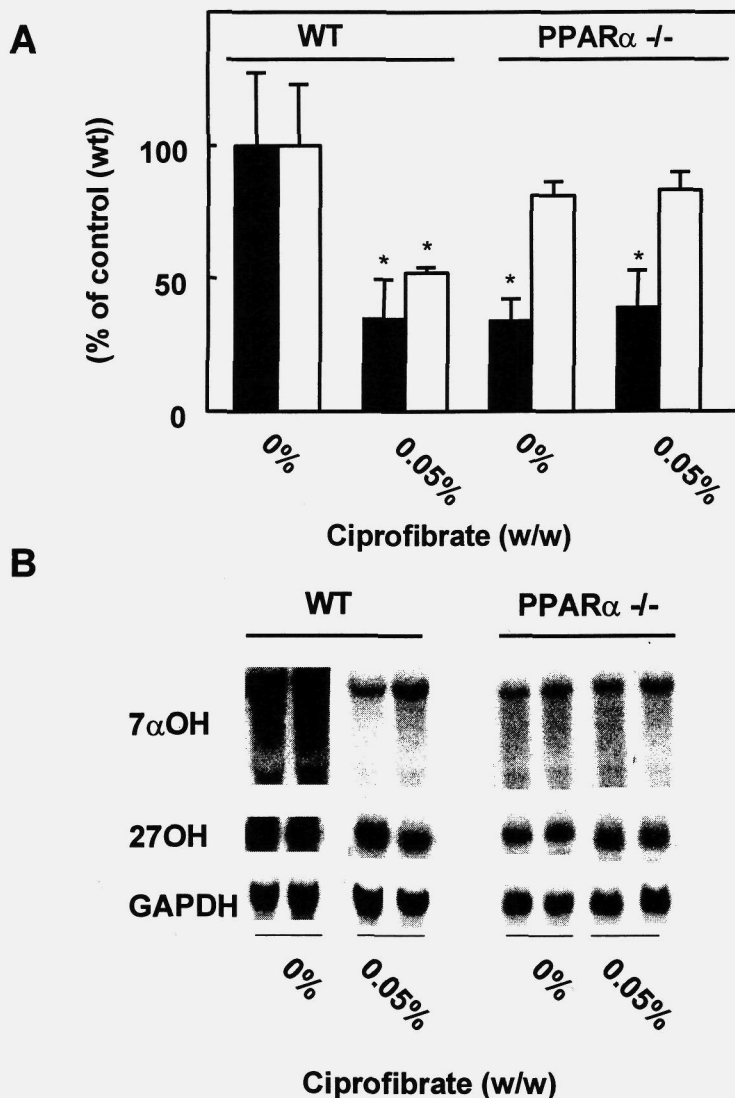 A
WT PPARα -/-
(% of control (wt))
100
50
0
* * * *
0% 0.05% 0% 0.05%
Ciprofibrate (w/w)
B
WT PPARα -/-
7αOH
27OH
GAPDH
0% 0.05% 0% 0.05%
Ciprofibrate (w/w)